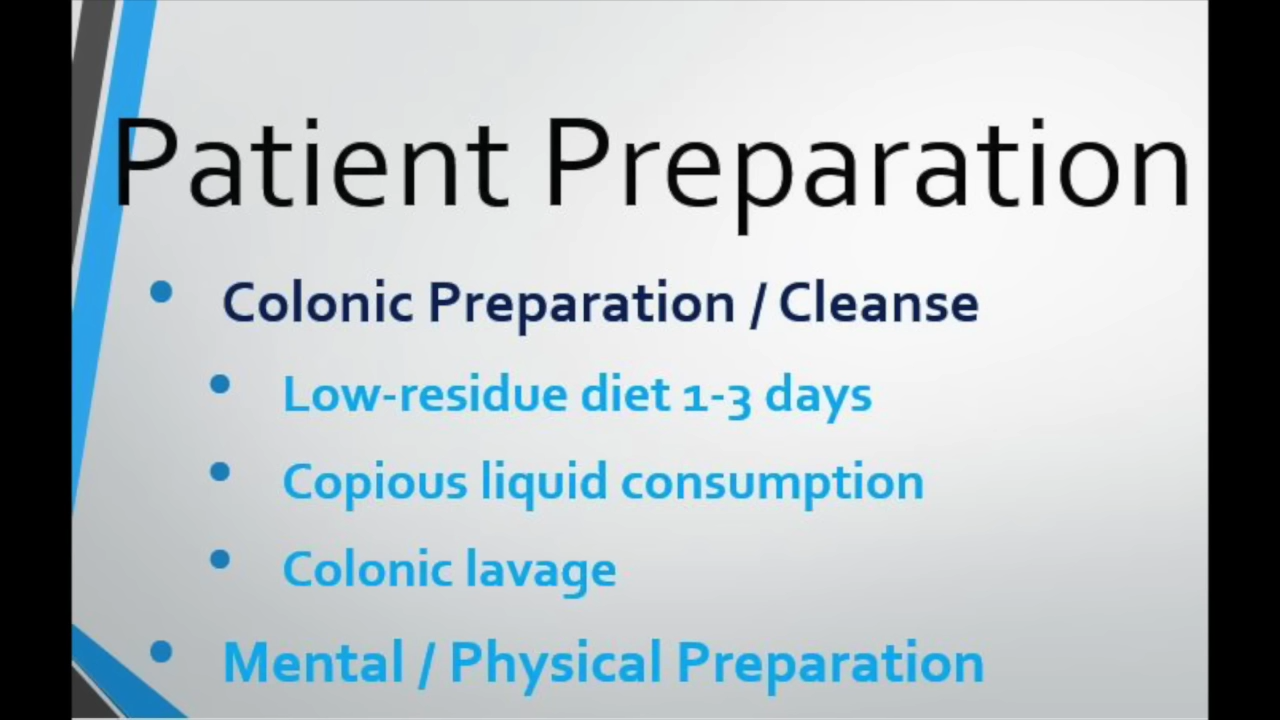 Patient Preparation
Colonic Preparation / Cleanse
Low-residue diet 1-3 days
Copious liquid consumption
Colonic lavage
Mental / Physical Preparation